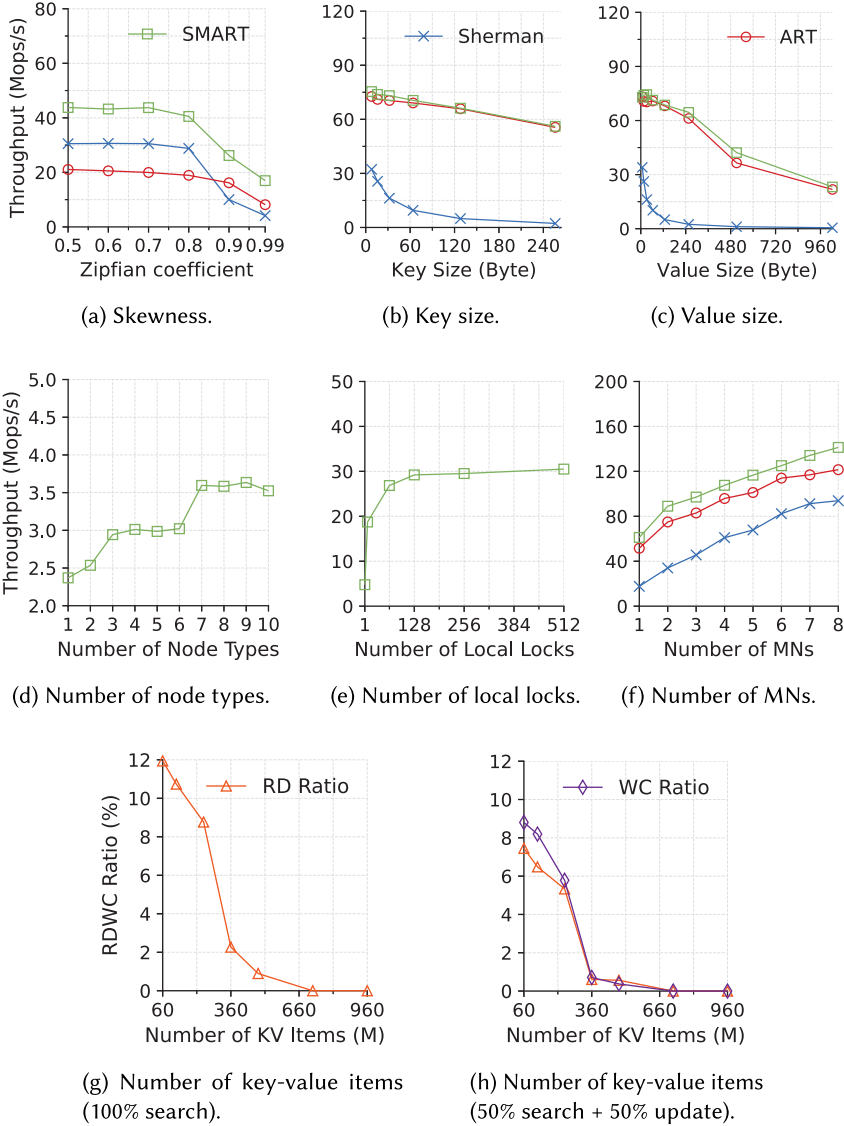 80
60
40
20
0
Throughput (Mops/s)
SMART
0.5 0.6 0.7 0.8 0.9 0.99
Zipfian coefficient
(a) Skewness.
120
90
60
30
0
Sherman
0 60 120 180 240
Key Size (Byte)
(b) Key size.
120
90
60
30
0
ART
0 240 480 720 960
Value Size (Byte)
(c) Value size.
5.0
4.5
4.0
3.5
3.0
2.5
2.0
Throughput (Mops/s)
1 2 3 4 5 6 7 8 9 10
Number of Node Types
(d) Number of node types.
50
40
30
20
10
0
1 128 256 384 512
Number of Local Locks
(e) Number of local locks.
200
160
120
80
40
0
1 2 3 4 5 6 7 8
Number of MNs
(f) Number of MNs.
12
10
8
6
4
2
0
RDWC Ratio (%)
RD Ratio
60 360 660 960
Number of KV Items (M)
(g) Number of key-value items
(100% search).
12
10
8
6
4
2
0
WC Ratio
60 360 660 960
Number of KV Items (M)
(h) Number of key-value items
(50% search + 50% update).